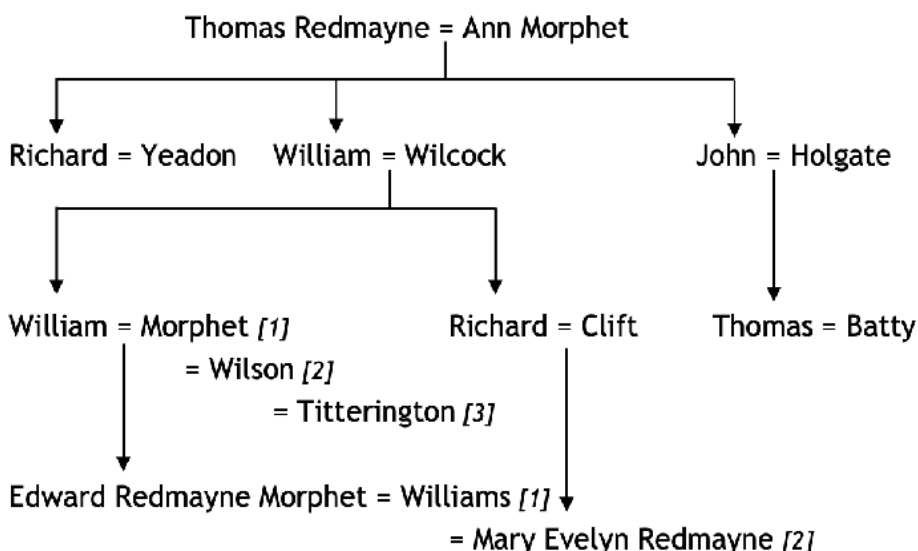 Thomas Redmayne = Ann Morphet
Richard = Yeadon William = Wilcock John = Holgate
William = Morphet [1] Richard = Clift Thomas = Batty
= Wilson [2]
= Titterington [3]
Edward Redmayne Morphet = Williams [1]
= Mary Evelyn Redmayne [2]